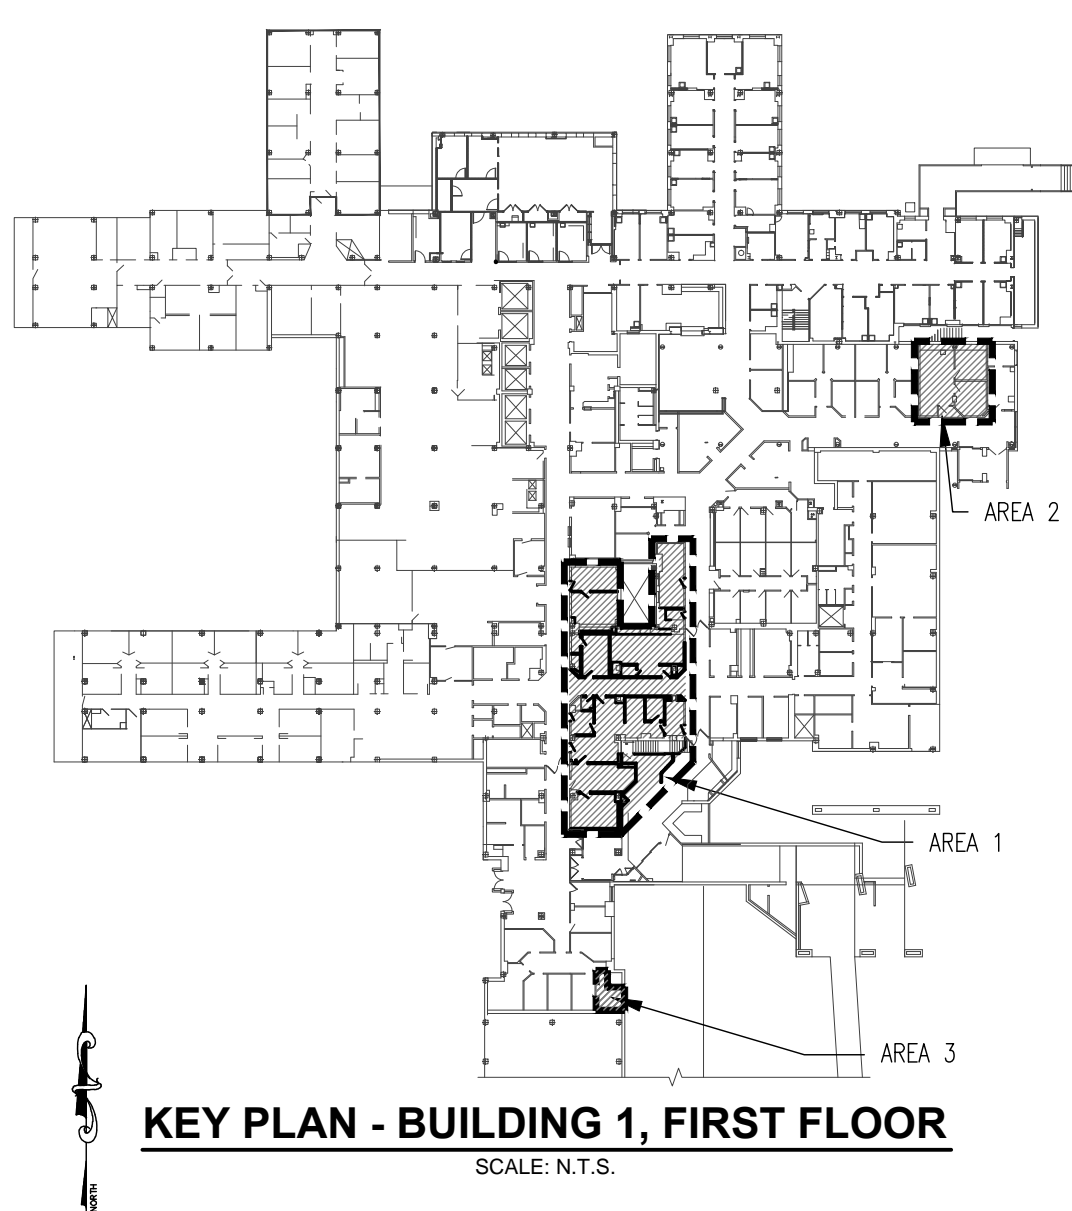 AREA 2
AREA 1
AREA 3
KEY PLAN - BUILDING 1, FIRST FLOOR
SCALE: N.T.S.
NORTH